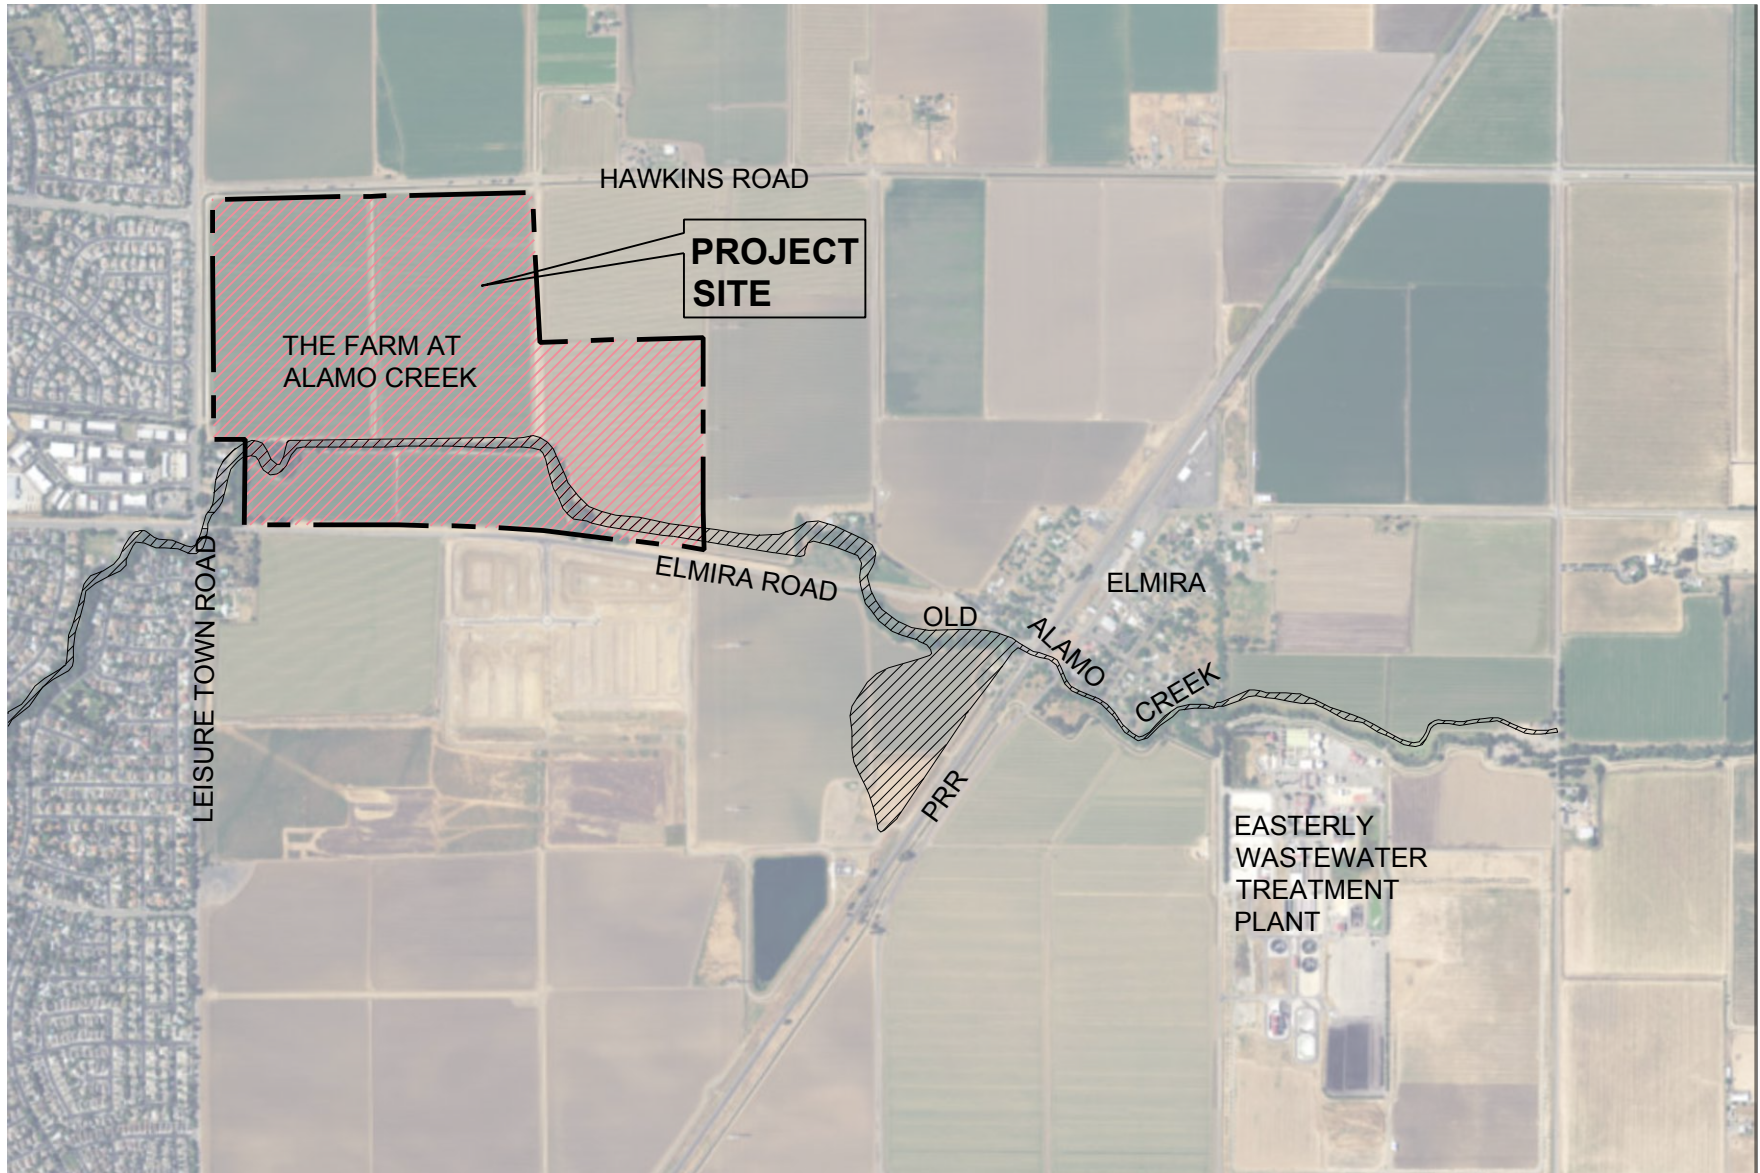 HAWKINS ROAD
PROJECT
SITE
THE FARM AT
ALAMO CREEK
LEISURE TOWN ROAD
ELMIRA ROAD
ELMIRA
OLD
ALAMO
CREEK
PRR
EASTERLY
WASTEWATER
TREATMENT
PLANT